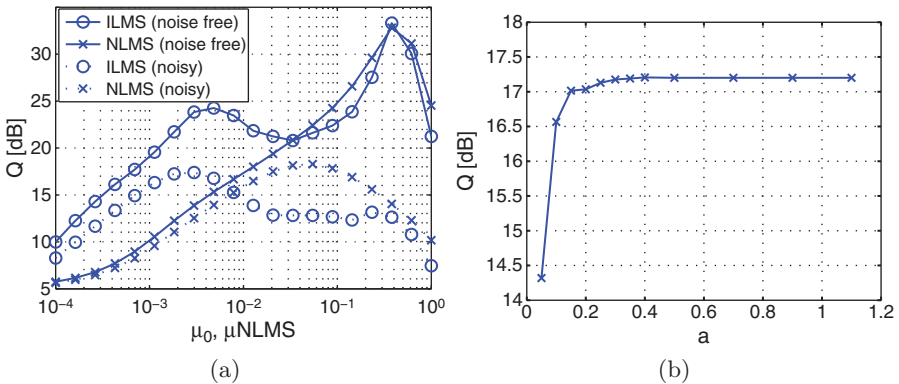 ILMS (noise free)
NLMS (noise free)
ILMS (noisy)
NLMS (noisy)
Q [dB]
30
25
20
15
10
5
10⁻⁴
10⁻³
10⁻²
10⁻¹
10⁰
μ₀, μNLMS
(a)
Q [dB]
18
17.5
17
16.5
16
15.5
15
14.5
14
0
0.2
0.4
0.6
0.8
1
1.2
a
(b)